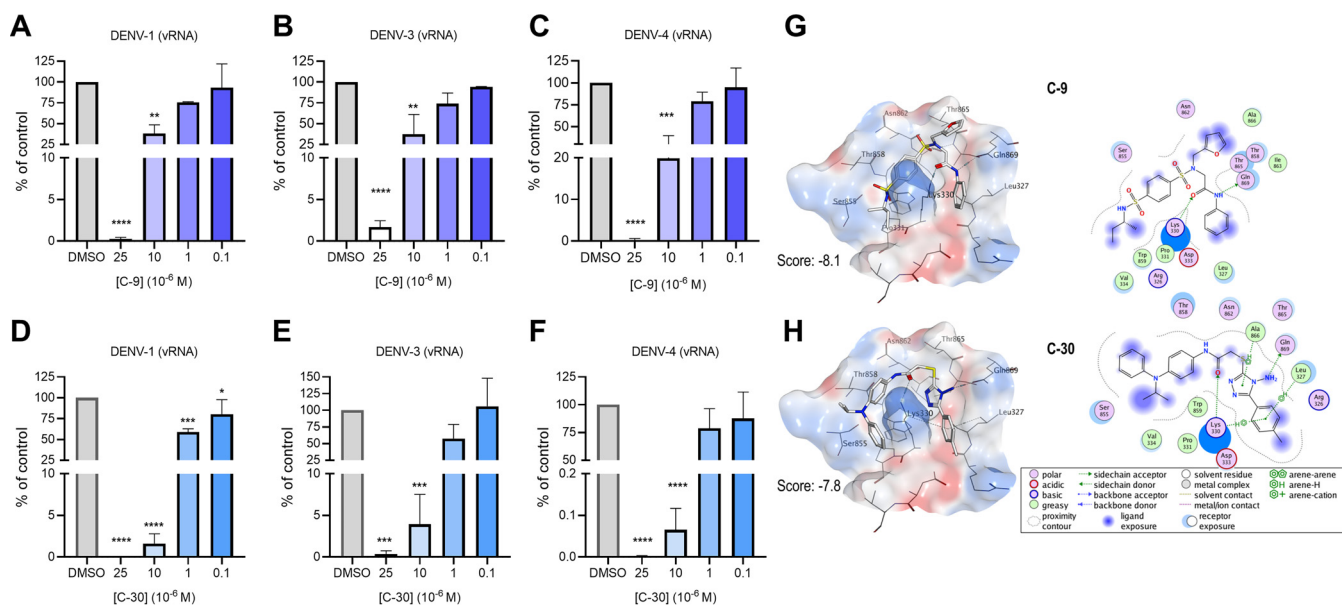 A
DENV-1 (vRNA)
% of control
125
100
75
50
25
10
5
0
**
****
DMSO 25 10 1 0.1
[C-9] (10-6 M)
B
DENV-3 (vRNA)
% of control
125
100
75
50
25
10
5
0
**
****
DMSO 25 10 1 0.1
[C-9] (10-6 M)
C
DENV-4 (vRNA)
% of control
125
100
75
50
25
20
10
0
***
****
DMSO 25 10 1 0.1
[C-9] (10-6 M)
D
DENV-1 (vRNA)
% of control
125
100
75
50
25
5
0
****
****
***
*
DMSO 25 10 1 0.1
[C-30] (10-6 M)
E
DENV-3 (vRNA)
% of control
150
125
100
75
50
25
10
5
0
***
***
DMSO 25 10 1 0.1
[C-30] (10-6 M)
F
DENV-4 (vRNA)
% of control
125
100
75
50
25
0.2
0.1
0.0
****
****
DMSO 25 10 1 0.1
[C-30] (10-6 M)
G
Thr865
Asn862
Thr858
Gln869
Lys330
Leu327
Ser855
Pro331
Score: -8.1
C-9
Asn 862
Ala 866
Ser 855
Thr 865
Thr 858
Ile 863
Gln 869
Lys 330
Trp 859
Pro 331
Asp 333
Val 334
Arg 326
Leu 327
H
Thr865
Asn862
Thr858
Gln869
Lys330
Leu327
Ser855
Score: -7.8
C-30
Thr 858
Asn 862
Thr 865
Ala 866
Gln 869
Leu 327
Arg 326
Trp 859
Ser 855
Lys 330
Val 334
Pro 331
Asp 333
polar
acidic
basic
greasy
proximity contour
sidechain acceptor
sidechain donor
backbone acceptor
backbone donor
ligand exposure
solvent residue
metal complex
solvent contact
metal/ion contact
receptor exposure
arene-arene
arene-H
arene-cation